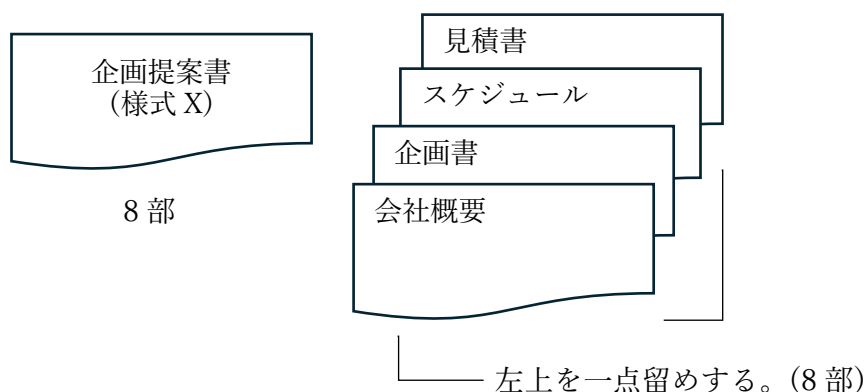 企画提案書
(様式 X)
8 部
見積書
スケジュール
企画書
会社概要
左上を一点留めする。(8 部)